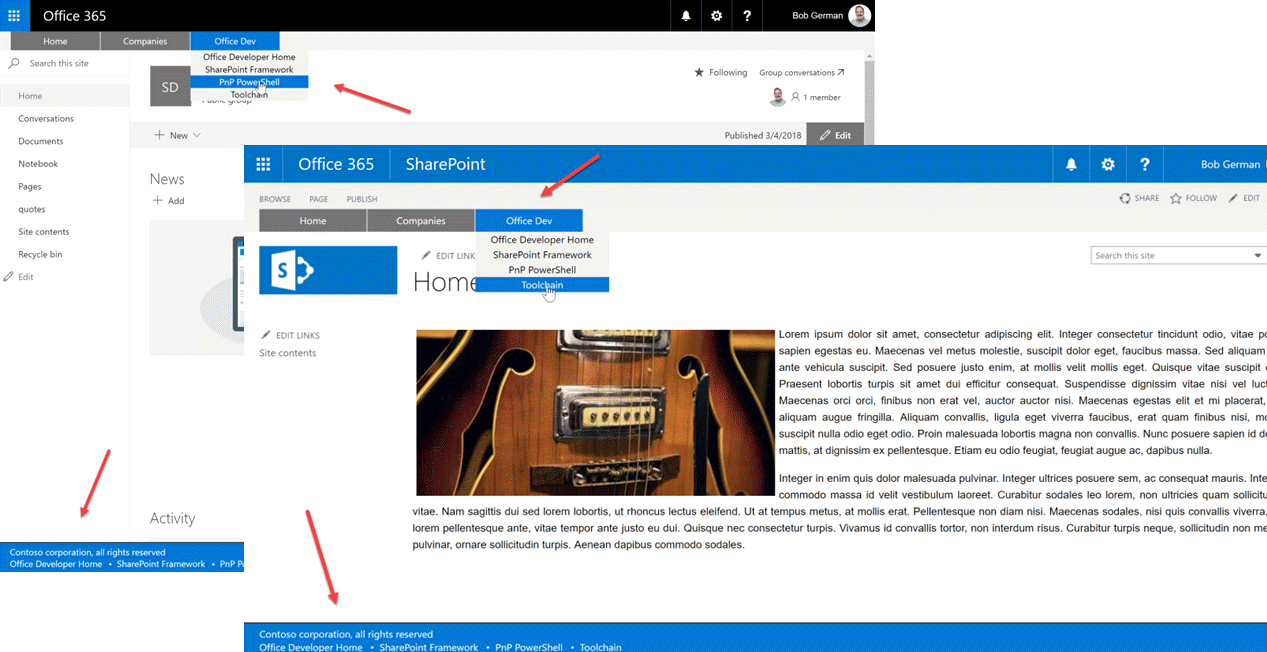 Office 365
Bob German
Home Companies Office Dev
Office Developer Home
SharePoint Framework
PnP PowerShell
Toolchain
Search this site
Home
Conversations
Documents
Notebook
Pages
quotes
Site contents
Recycle bin
Edit
SD
Public group
Following Group conversations
1 member
New
Published 3/4/2018 Edit
News
Add
Activity
Contoso corporation, all rights reserved
Office Developer Home • SharePoint Framework • PnP
Office 365 SharePoint
? Bob German
BROWSE PAGE PUBLISH
SHARE FOLLOW EDIT
Home Companies Office Dev
Office Developer Home
SharePoint Framework
PnP PowerShell
Toolchain
S
EDIT LINK
Home
Search this site
EDIT LINKS
Site contents
Lorem ipsum dolor sit amet, consectetur adipiscing elit. Integer consectetur tincidunt odio, vitae
sapien egestas eu. Maecenas vel metus molestie, suscipit dolor eget, faucibus massa. Sed aliquam
ante vehicula suscipit. Sed posuere justo enim, at mollis velit mollis eget. Quisque vitae suscipit
Praesent lobortis turpis sit amet dui efficitur consequat. Suspendisse dignissim vitae nisi vel
Maecenas orci orci, finibus non erat vel, auctor auctor nisi. Maecenas egestas elit et mi placerat,
aliquam augue fringilla. Aliquam convallis, ligula eget viverra faucibus, erat quam finibus nisi,
suscipit nulla odio eget odio. Proin malesuada lobortis magna non convallis. Nunc posuere sapien id
mattis, at dignissim ex pellentesque. Etiam eu odio feugiat, feugiat augue ac, dapibus nulla.
Integer in enim quis dolor malesuada pulvinar. Integer ultrices posuere sem, ac consequat mauris.
commodo massa id velit vestibulum laoreet. Curabitur sodales leo lorem, non ultricies quam
vitae. Nam sagittis dui sed lorem lobortis, ut rhoncus lectus eleifend. Ut at tempus metus, at mollis erat. Pellentesque non diam nisi. Maecenas sodales, nisi quis convallis viverra,
lorem pellentesque ante, vitae tempor ante justo eu dui. Quisque nec consectetur turpis. Vivamus id convallis tortor, non interdum risus. Curabitur turpis neque, sollicitudin non
pulvinar, ornare sollicitudin turpis. Aenean dapibus commodo sodales.
Contoso corporation, all rights reserved
Office Developer Home • SharePoint Framework • PnP PowerShell • Toolchain